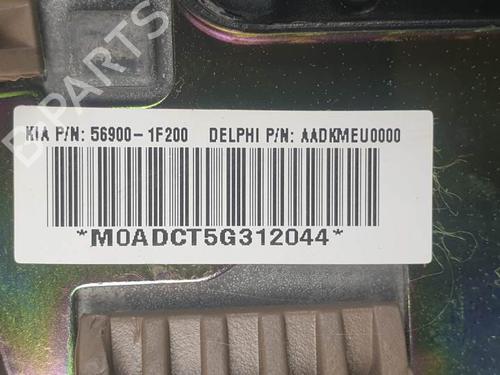 KIA P/N: 56900-1F200 DELPHI P/N: AADKMEU0000
*M0ADCT5G312044*
B-PARTS